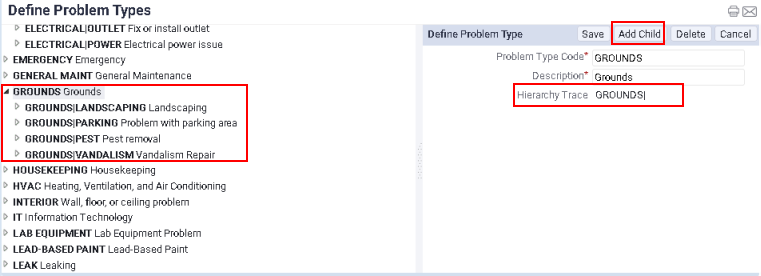 Define Problem Types
ELECTRICAL|OUTLET Fix or install outlet
ELECTRICAL|POWER Electrical power issue
EMERGENCY Emergency
GENERAL MAINT General Maintenance
GROUNDS Grounds
GROUNDS|LANDSCAPING Landscaping
GROUNDS|PARKING Problem with parking area
GROUNDS|PEST Pest removal
GROUNDS|VANDALISM Vandalism Repair
HOUSEKEEPING Housekeeping
HVAC Heating, Ventilation, and Air Conditioning
INTERIOR Wall, floor, or ceiling problem
IT Information Technology
LAB EQUIPMENT Lab Equipment Problem
LEAD-BASED PAINT Lead-Based Paint
LEAK Leaking
Define Problem Type Save Add Child Delete Cancel
Problem Type Code* GROUNDS
Description* Grounds
Hierarchy Trace GROUNDS|